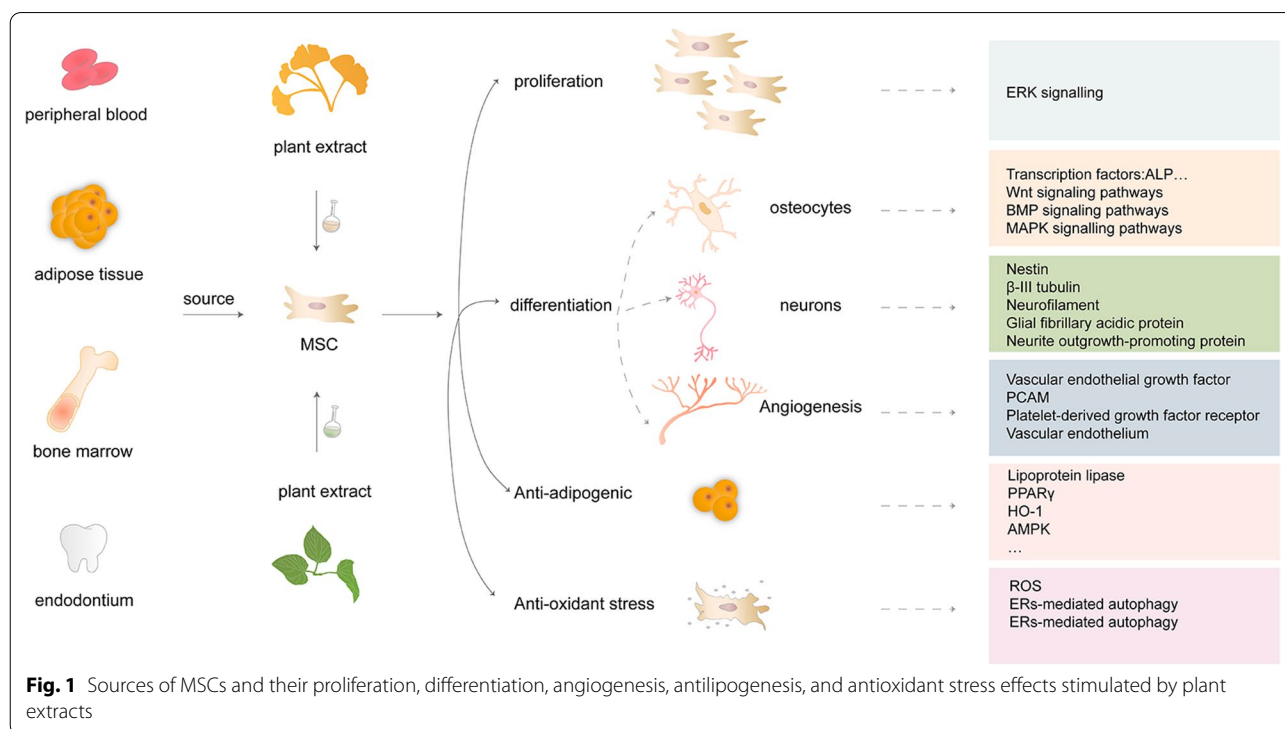 peripheral blood
adipose tissue
bone marrow
endodontium
source
plant extract
MSC
plant extract
proliferation
differentiation
osteocytes
neurons
Angiogenesis
Anti-adipogenic
Anti-oxidant stress
ERK signalling
Transcription factors:ALP...
Wnt signaling pathways
BMP signaling pathways
MAPK signalling pathways
Nestin
β-III tubulin
Neurofilament
Glial fibrillary acidic protein
Neurite outgrowth-promoting protein
Vascular endothelial growth factor
PCAM
Platelet-derived growth factor receptor
Vascular endothelium
Lipoprotein lipase
PPARγ
HO-1
AMPK
...
ROS
ERs-mediated autophagy
ERs-mediated autophagy
Fig. 1 Sources of MSCs and their proliferation, differentiation, angiogenesis, antilipogenesis, and antioxidant stress effects stimulated by plant
extracts